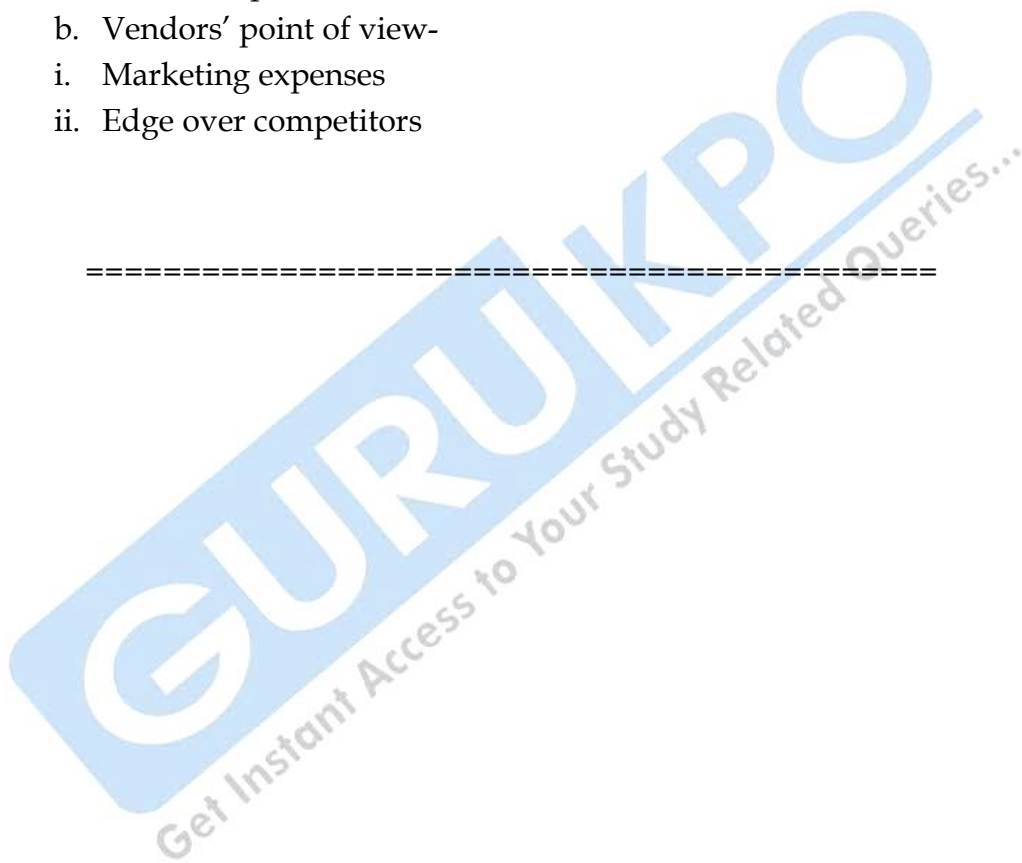 b. Vendors’ point of view-
i. Marketing expenses
ii. Edge over competitors
============================================
GURUKPO
Get Instant Access to Your Study Related Queries...